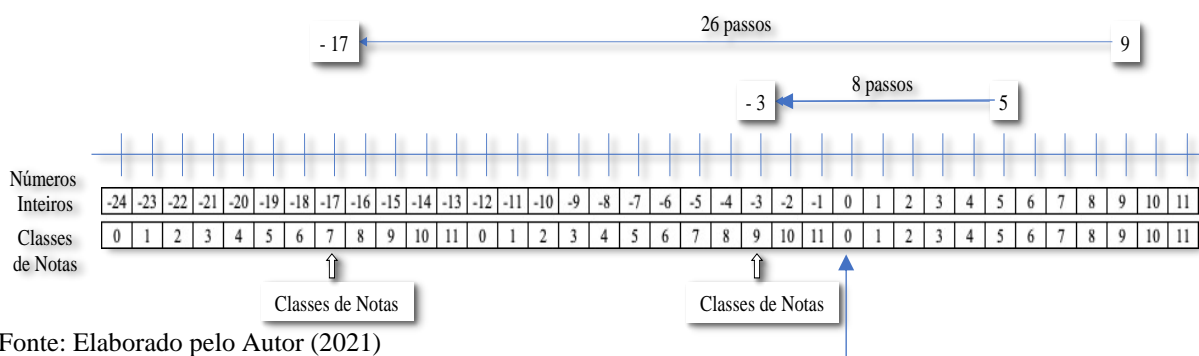 26 passos
- 17
9
8 passos
- 3
5
Números
Inteiros
-24 -23 -22 -21 -20 -19 -18 -17 -16 -15 -14 -13 -12 -11 -10 -9 -8 -7 -6 -5 -4 -3 -2 -1 0 1 2 3 4 5 6 7 8 9 10 11
Classes
de Notas
0 1 2 3 4 5 6 7 8 9 10 11 0 1 2 3 4 5 6 7 8 9 10 11 0 1 2 3 4 5 6 7 8 9 10 11
Classes de Notas
Classes de Notas
Fonte: Elaborado pelo Autor (2021)